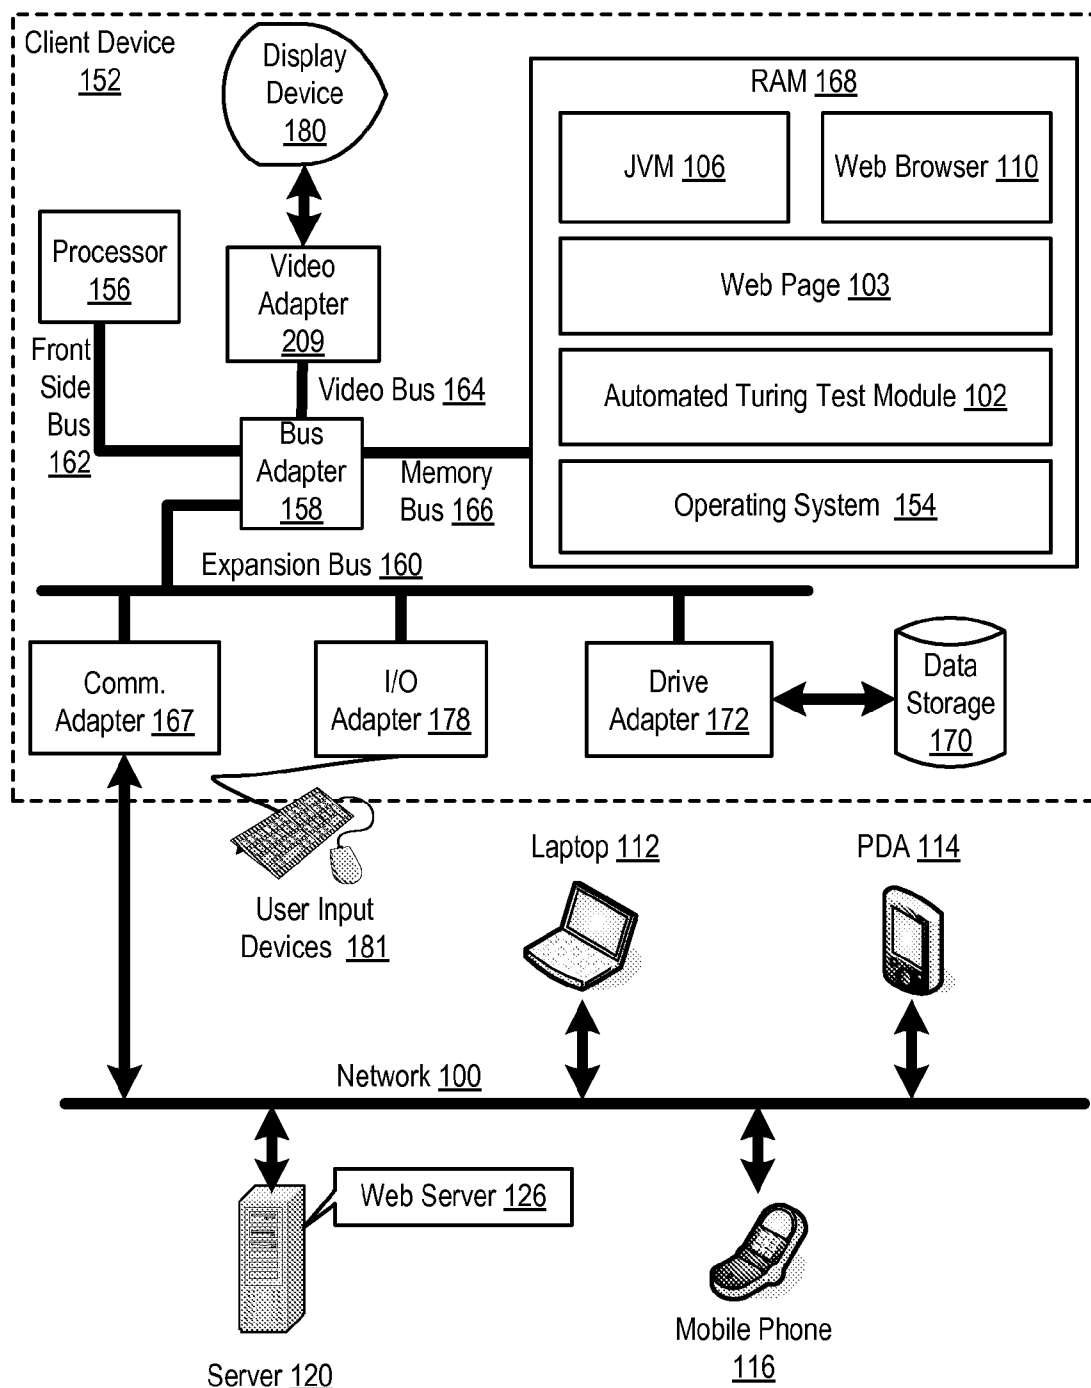 Client Device
152
Display
Device
180
RAM 168
JVM 106
Web Browser 110
Processor
156
Video
Adapter
209
Web Page 103
Front
Side
Bus
162
Video Bus 164
Automated Turing Test Module 102
Bus
Adapter
158
Memory
Bus 166
Operating System 154
Expansion Bus 160
Comm.
Adapter 167
I/O
Adapter 178
Drive
Adapter 172
Data
Storage
170
Laptop 112
PDA 114
User Input
Devices 181
Network 100
Web Server 126
Mobile Phone
116
Server 120